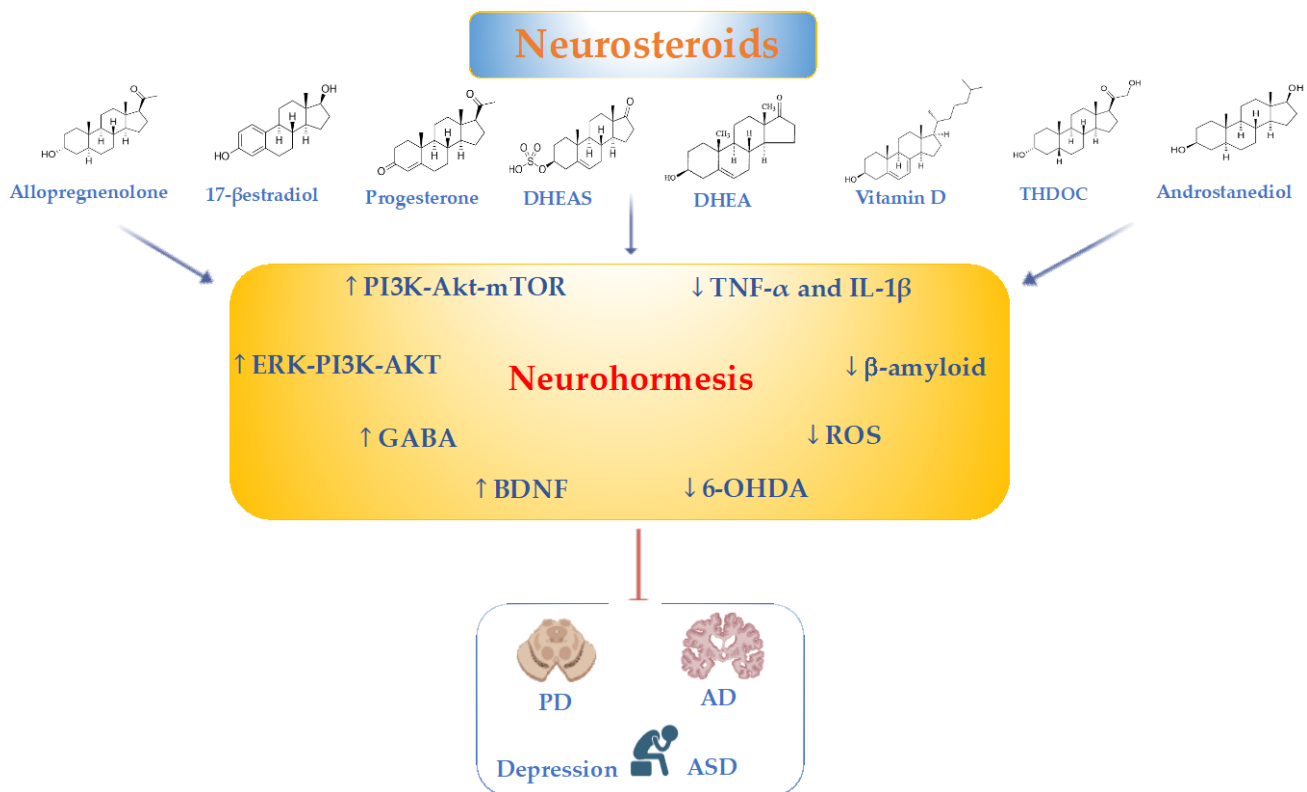 Neurosteroids
Allopregnenolone
17-βestradiol
Progesterone
DHEAS
DHEA
Vitamin D
THDOC
Androstanediol
↑ PI3K-Akt-mTOR
↓ TNF-α and IL-1β
↑ ERK-PI3K-AKT
Neurohormesis
↓ β-amyloid
↑ GABA
↓ ROS
↑ BDNF
↓ 6-OHDA
PD
AD
Depression
ASD